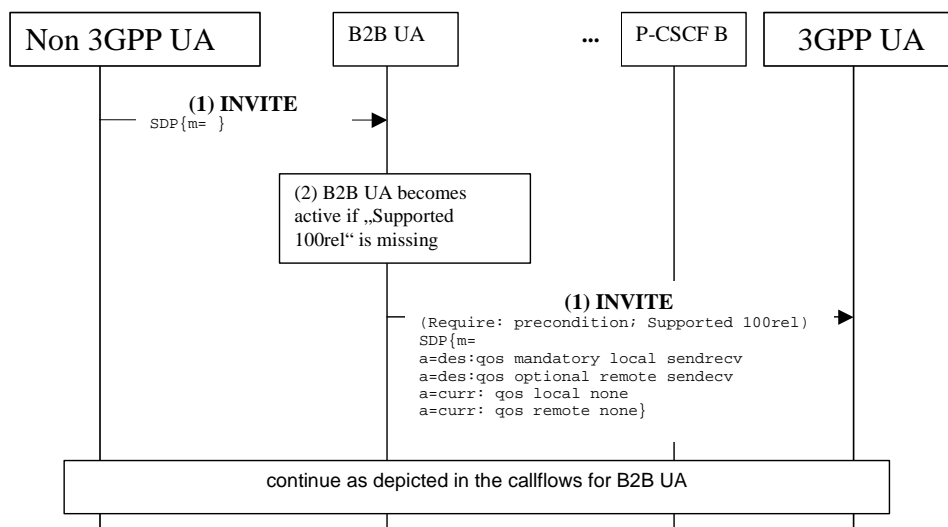 Non 3GPP UA
B2B UA
...
P-CSCF B
3GPP UA
(1) INVITE
SDP{m= }
(2) B2B UA becomes
active if „Supported
100rel“ is missing
(1) INVITE
(Require: precondition; Supported 100rel)
SDP{m=
a=des:qos mandatory local sendrecv
a=des:qos optional remote sendecv
a=curr: qos local none
a=curr: qos remote none}
continue as depicted in the callflows for B2B UA